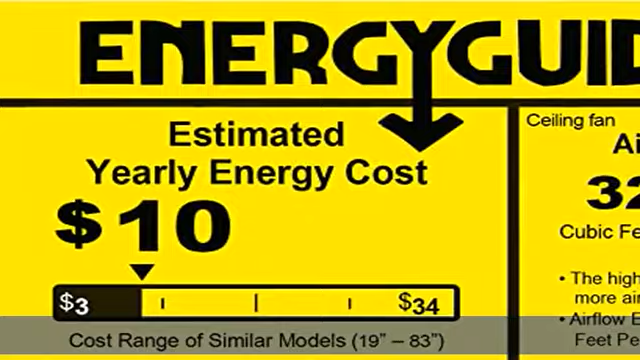 ENERGYGUID
Estimated
Yearly Energy Cost
$10
$3 $34
Cost Range of Similar Models (19” – 83”)
Ceiling fan
Ai
32
Cubic Fe
• The high
more air
• Airflow E
Feet Pe